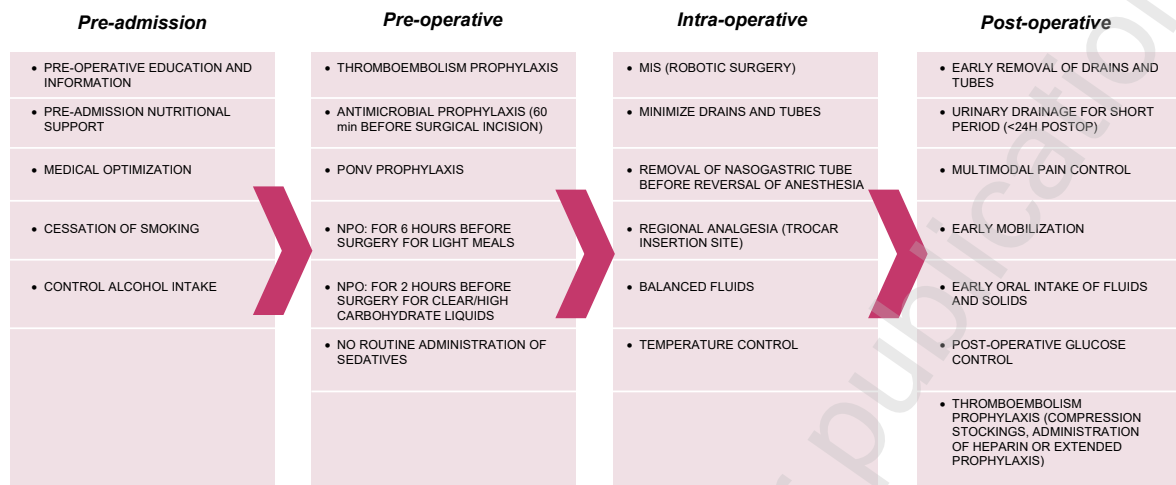 Pre-admission
• PRE-OPERATIVE EDUCATION AND
INFORMATION
• PRE-ADMISSION NUTRITIONAL
SUPPORT
• MEDICAL OPTIMIZATION
• CESSATION OF SMOKING
• CONTROL ALCOHOL INTAKE
Pre-operative
• THROMBOEMBOLISM PROPHYLAXIS
• ANTIMICROBIAL PROPHYLAXIS (60
min BEFORE SURGICAL INCISION)
• PONV PROPHYLAXIS
• NPO: FOR 6 HOURS BEFORE
SURGERY FOR LIGHT MEALS
• NPO: FOR 2 HOURS BEFORE
SURGERY FOR CLEAR/HIGH
CARBOHYDRATE LIQUIDS
• NO ROUTINE ADMINISTRATION OF
SEDATIVES
Intra-operative
• MIS (ROBOTIC SURGERY)
• MINIMIZE DRAINS AND TUBES
• REMOVAL OF NASOGASTRIC TUBE
BEFORE REVERSAL OF ANESTHESIA
• REGIONAL ANALGESIA (TROCAR
INSERTION SITE)
• BALANCED FLUIDS
• TEMPERATURE CONTROL
Post-operative
• EARLY REMOVAL OF DRAINS AND
TUBES
• URINARY DRAINAGE FOR SHORT
PERIOD (<24H POSTOP)
• MULTIMODAL PAIN CONTROL
• EARLY MOBILIZATION
• EARLY ORAL INTAKE OF FLUIDS
AND SOLIDS
• POST-OPERATIVE GLUCOSE
CONTROL
• THROMBOEMBOLISM
PROPHYLAXIS (COMPRESSION
STOCKINGS, ADMINISTRATION
OF HEPARIN OR EXTENDED
PROPHYLAXIS)
publication